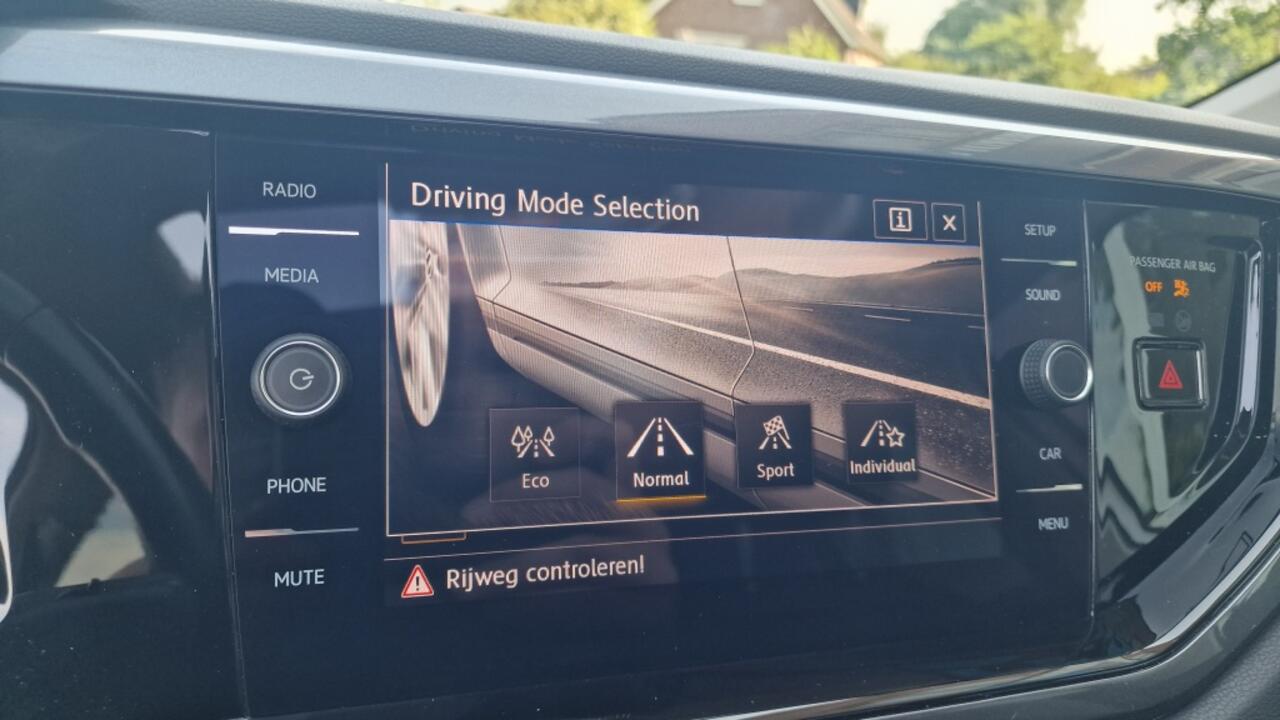 RADIO
MEDIA
PHONE
MUTE
Driving Mode Selection
i
X
Eco
Normal
Sport
Individual
Rijweg controleren!
SETUP
SOUND
CAR
MENU
PASSENGER AIR BAG
OFF